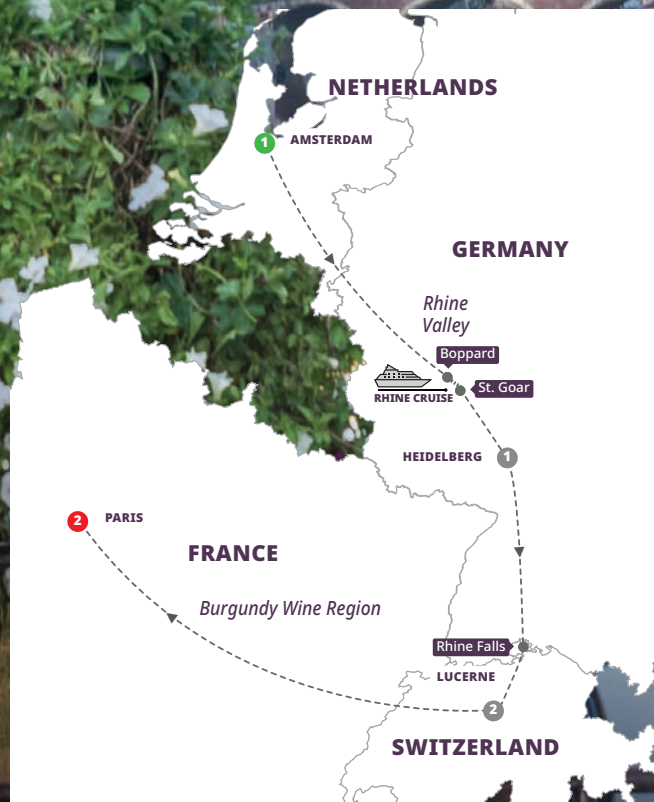 NETHERLANDS
1
AMSTERDAM
GERMANY
Rhine
Valley
Boppard
St. Goar
RHINE CRUISE
HEIDELBERG
1
2
PARIS
FRANCE
Burgundy Wine Region
Rhine Falls
LUCERNE
2
SWITZERLAND